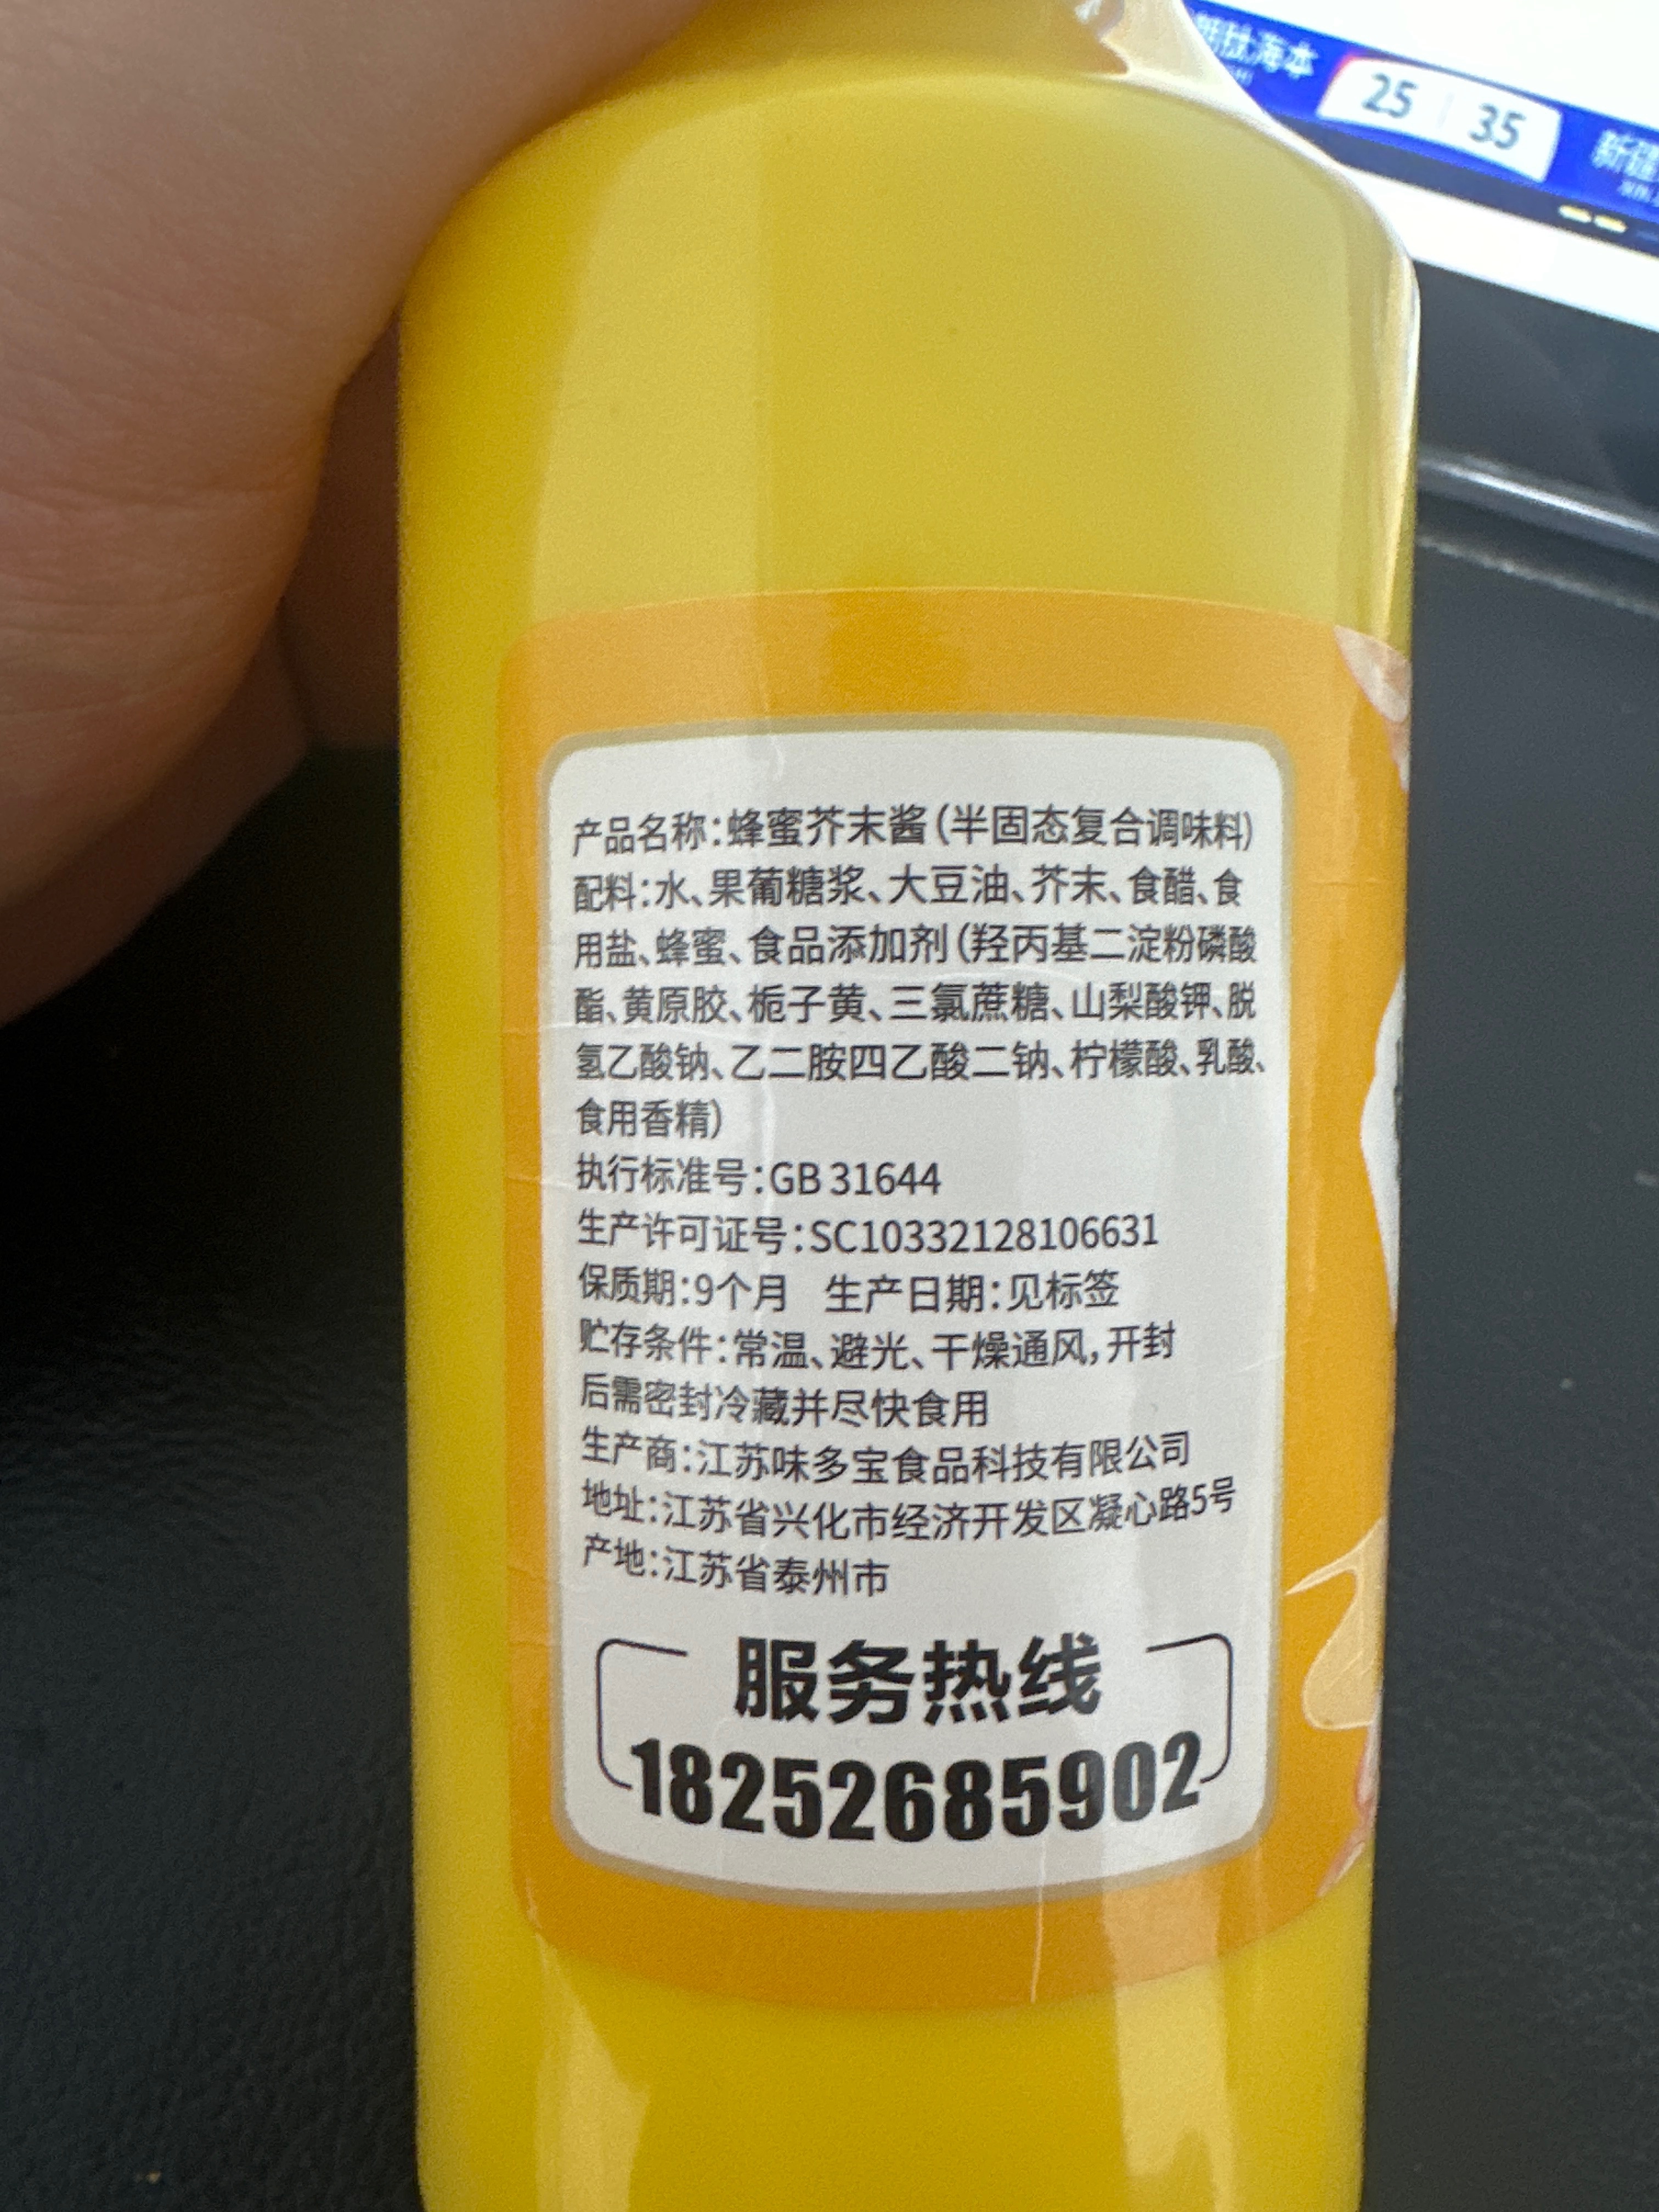 25 35
新疆
产品名称:蜂蜜芥末酱(半固态复合调味料)
配料:水、果葡糖浆、大豆油、芥末、食醋、食
用盐、蜂蜜、食品添加剂(羟丙基二淀粉磷酸
酯、黄原胶、栀子黄、三氯蔗糖、山梨酸钾、脱
氢乙酸钠、乙二胺四乙酸二钠、柠檬酸、乳酸、
食用香精)
执行标准号:GB 31644
生产许可证号:SC10332128106631
保质期:9个月 生产日期:见标签
贮存条件:常温、避光、干燥通风,开封
后需密封冷藏并尽快食用
生产商:江苏味多宝食品科技有限公司
地址:江苏省兴化市经济开发区凝心路5号
产地:江苏省泰州市
服务热线
18252685902